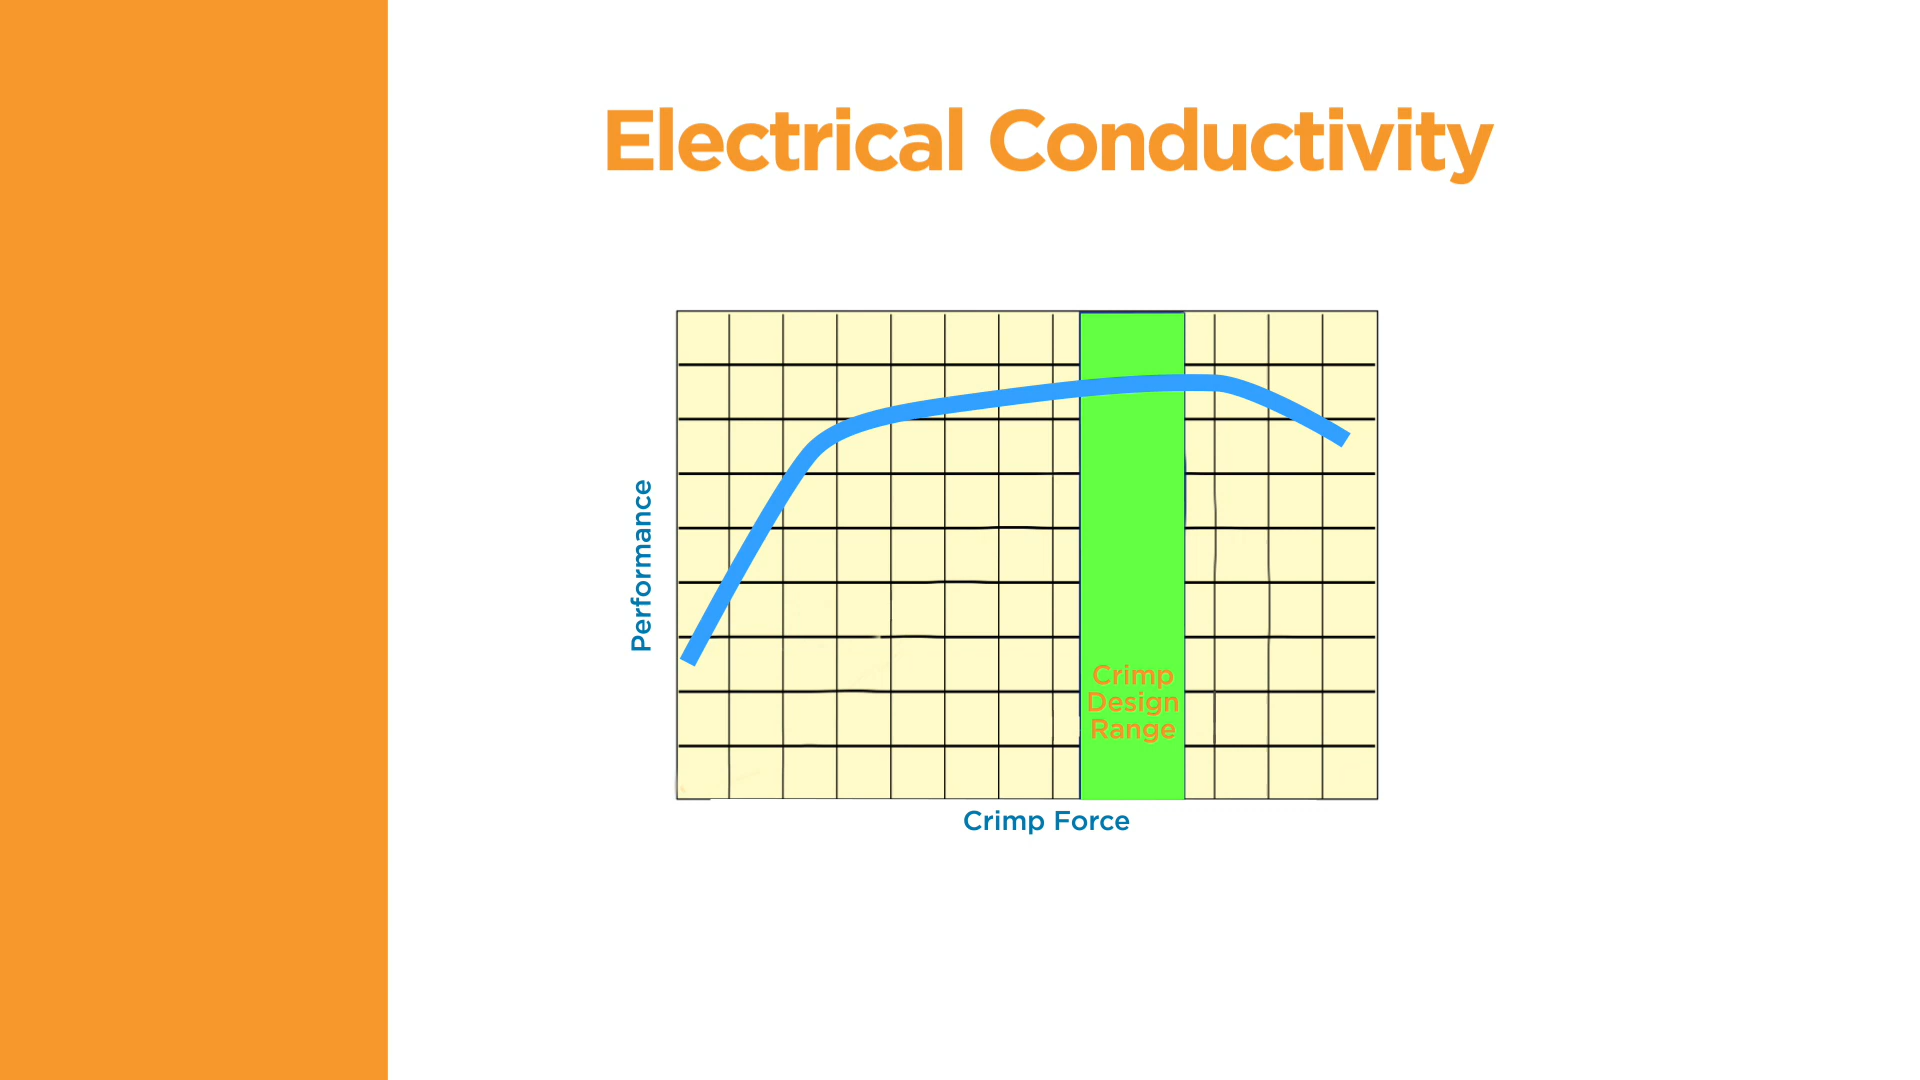 Electrical Conductivity
Performance
Crimp
Design
Range
Crimp Force